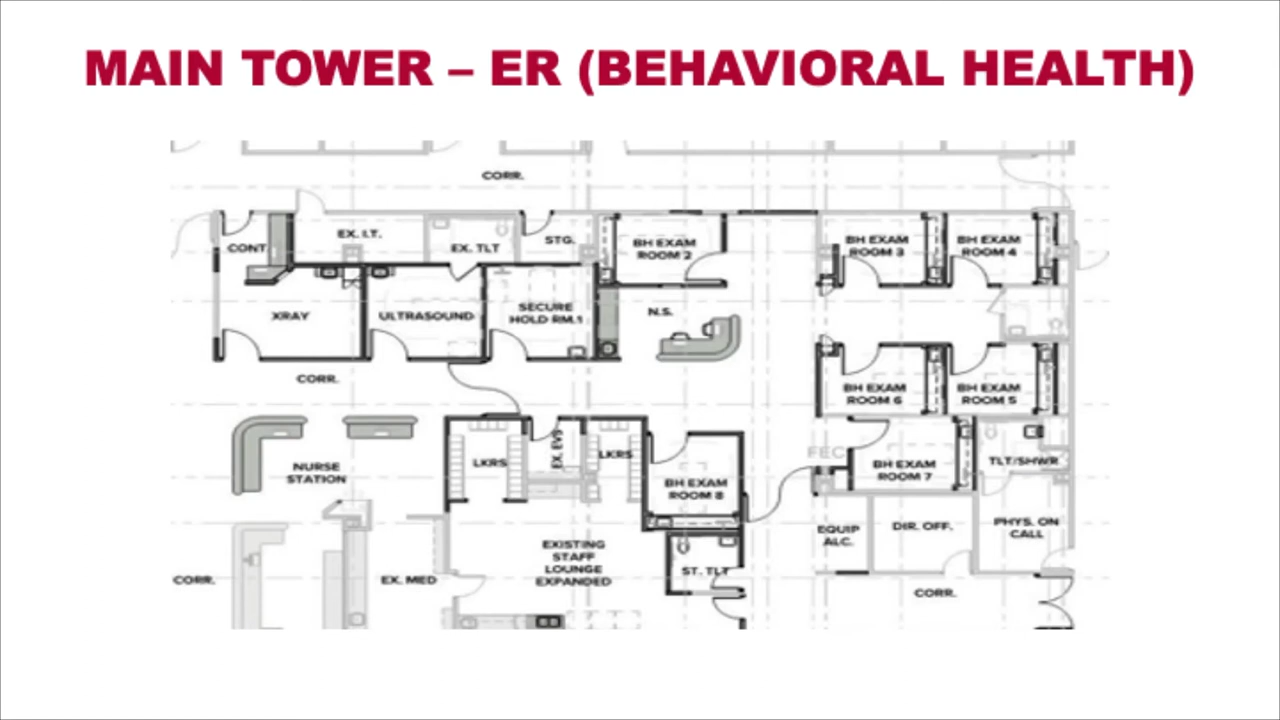 MAIN TOWER – ER (BEHAVIORAL HEALTH)
CORR.
CONT
EX. I.T.
EX. TLT
STG.
BH EXAM
ROOM 2
BH EXAM
ROOM 3
BH EXAM
ROOM 4
XRAY
ULTRASOUND
SECURE
HOLD RM.1
N.S.
CORR.
BH EXAM
ROOM 6
BH EXAM
ROOM 5
NURSE
STATION
LKRS
EX. EVS
LKRS
BH EXAM
ROOM 8
FEC
BH EXAM
ROOM 7
TLT/SHWR
EQUIP
ALC.
DIR. OFF.
PHYS. ON
CALL
CORR.
EX. MED
EXISTING
STAFF
LOUNGE
EXPANDED
ST. TLT
CORR.